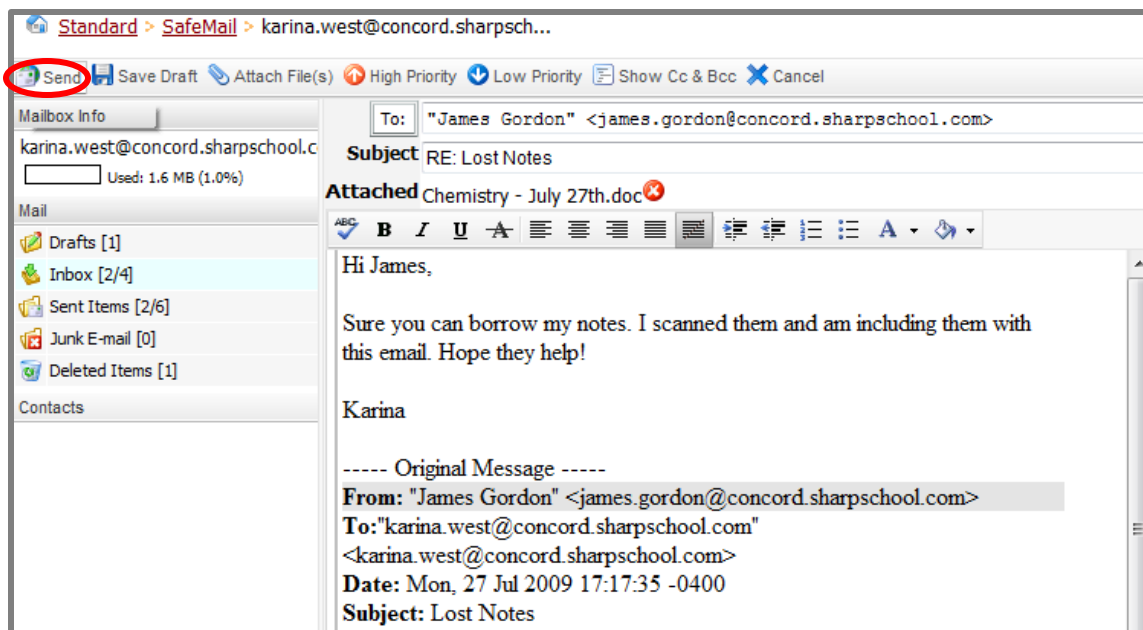 Standard > SafeMail > karina.west@concord.sharpsch...
Send Save Draft Attach File(s) High Priority Low Priority Show Cc & Bcc Cancel
Mailbox Info
karina.west@concord.sharpschool.c
Used: 1.6 MB (1.0%)
Mail
Drafts [1]
Inbox [2/4]
Sent Items [2/6]
Junk E-mail [0]
Deleted Items [1]
Contacts
To: "James Gordon" <james.gordon@concord.sharpschool.com>
Subject RE: Lost Notes
Attached Chemistry - July 27th.doc
ABC B I U A A
Hi James,
Sure you can borrow my notes. I scanned them and am including them with
this email. Hope they help!
Karina
----- Original Message -----
From: "James Gordon" <james.gordon@concord.sharpschool.com>
To:"karina.west@concord.sharpschool.com"
<karina.west@concord.sharpschool.com>
Date: Mon, 27 Jul 2009 17:17:35 -0400
Subject: Lost Notes